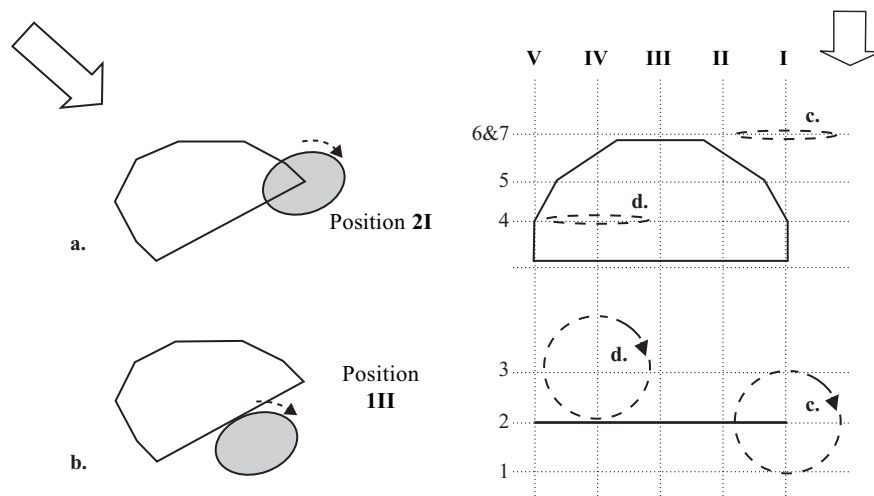 V IV III II I
c.
6&7
5
d.
4
Position 2I
a.
d.
3
c.
2
1
Position
1II
b.